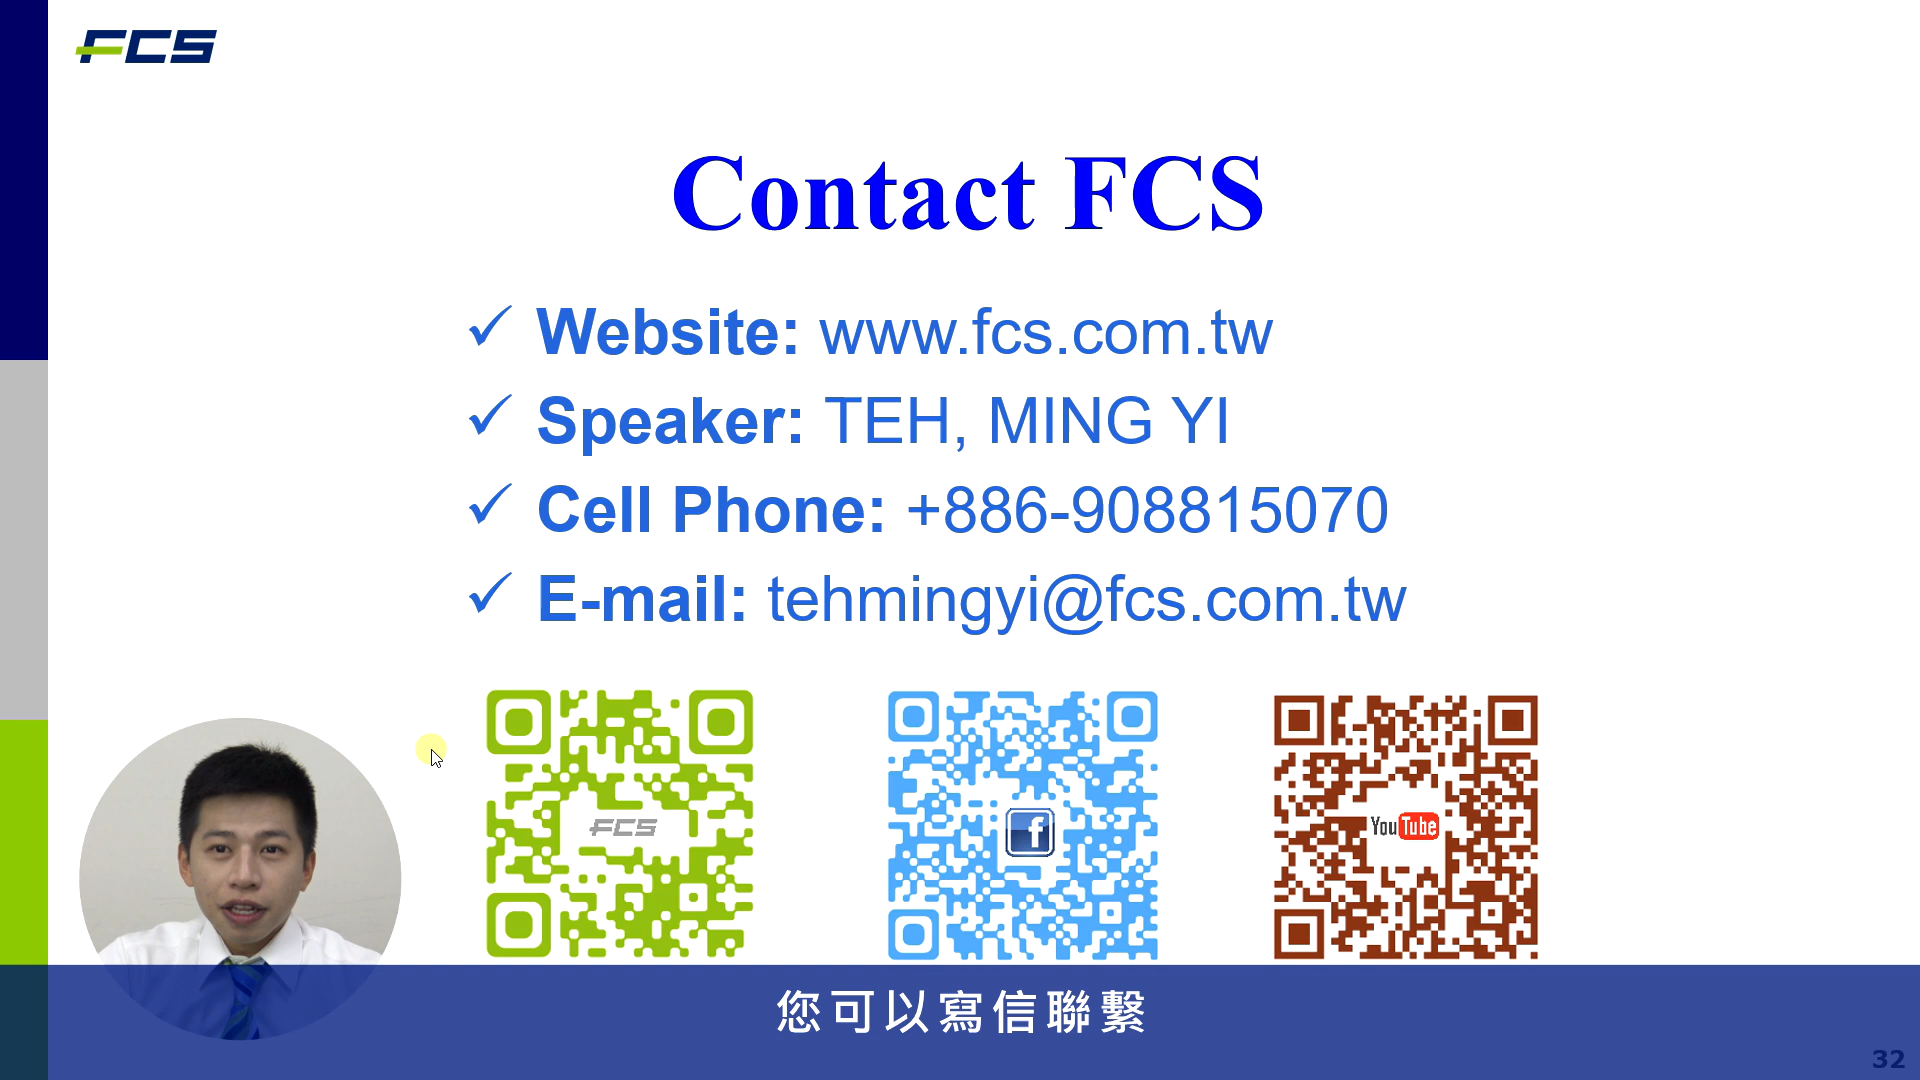 FCS
Contact FCS
✓ Website: www.fcs.com.tw
✓ Speaker: TEH, MING YI
✓ Cell Phone: +886-908815070
✓ E-mail: tehmingyi@fcs.com.tw
FCS
f
YouTube
您可以寫信聯繫
32